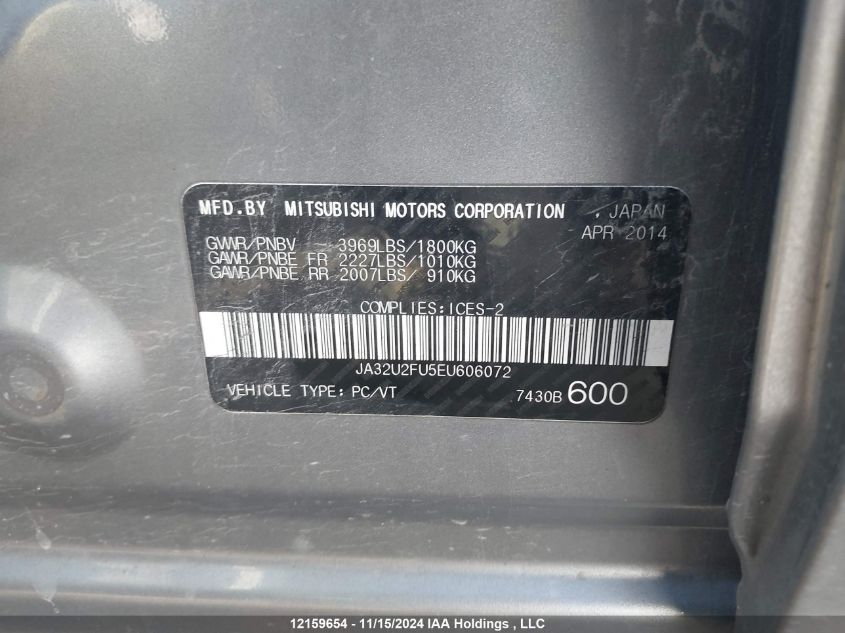 MFD.BY MITSUBISHI MOTORS CORPORATION , JAPAN
APR 2014
GVWR/PNBV - 3969LBS/1800KG
GAWR/PNBE FR 2227LBS/1010KG
GAWR/PNBE RR 2007LBS/ 910KG
COMPLIES:ICES-2
JA32U2FU5EU606072
VEHICLE TYPE: PC/VT 7430B 600
12159654 - 11/15/2024 IAA Holdings , LLC